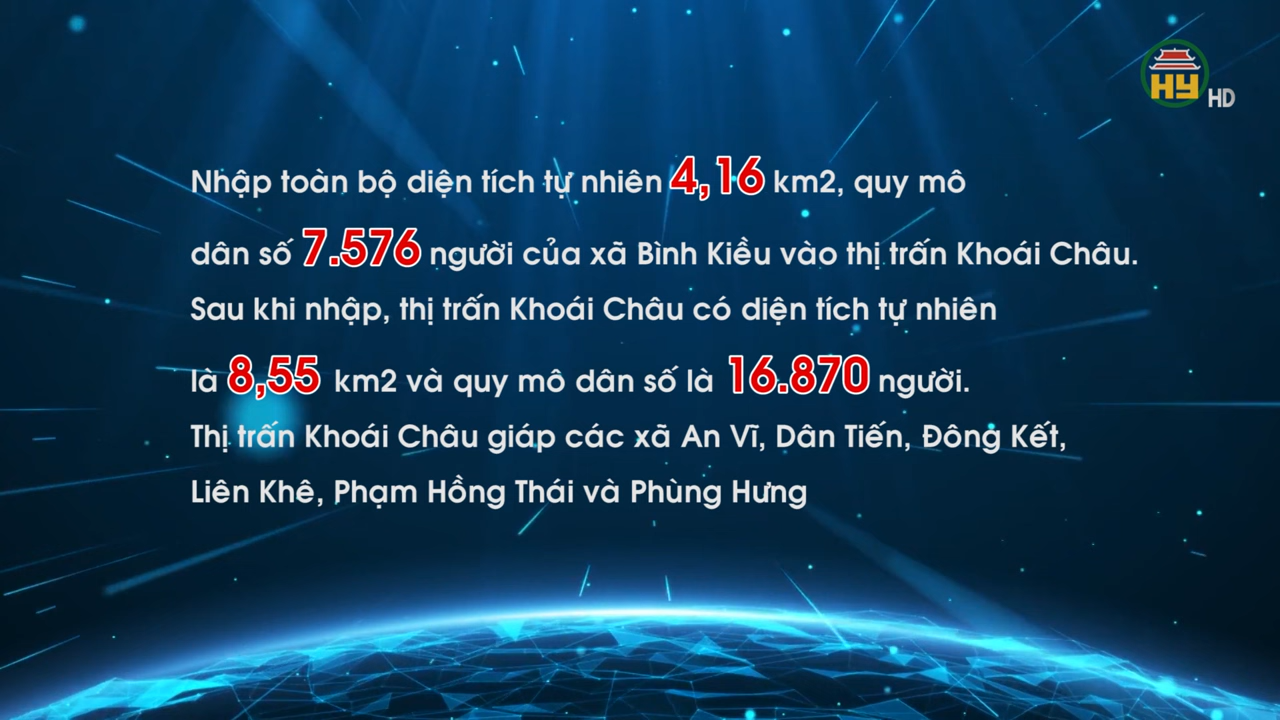 HY HD
Nhập toàn bộ diện tích tự nhiên 4,16 km2, quy mô
dân số 7.576 người của xã Bình Kiều vào thị trấn Khoái Châu.
Sau khi nhập, thị trấn Khoái Châu có diện tích tự nhiên
là 8,55 km2 và quy mô dân số là 16.870 người.
Thị trấn Khoái Châu giáp các xã An Vĩ, Dân Tiến, Đông Kết,
Liên Khê, Phạm Hồng Thái và Phùng Hưng